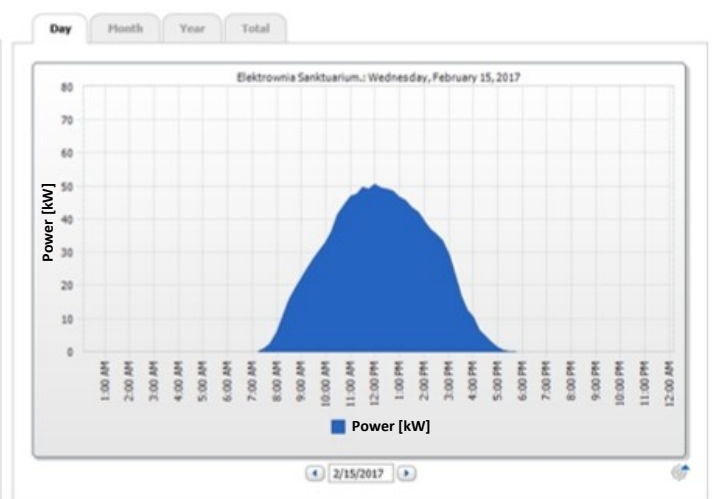 Day Month Year Total
Elektrownia Sanktuarium.: Wednesday, February 15, 2017
Power [kW]
80
70
60
50
40
30
20
10
0
1:00 AM 2:00 AM 3:00 AM 4:00 AM 5:00 AM 6:00 AM 7:00 AM 8:00 AM 9:00 AM 10:00 AM 11:00 AM 12:00 PM 1:00 PM 2:00 PM 3:00 PM 4:00 PM 5:00 PM 6:00 PM 7:00 PM 8:00 PM 9:00 PM 10:00 PM 11:00 PM 12:00 AM
Power [kW]
2/15/2017